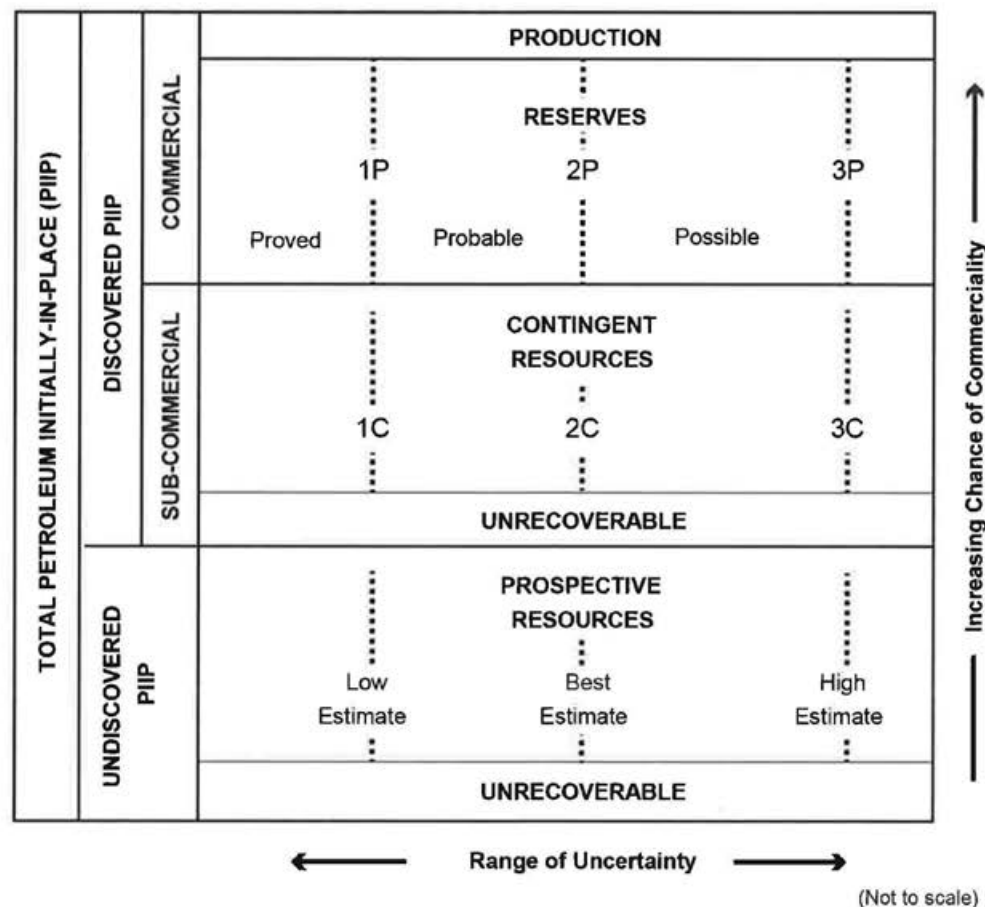 TOTAL PETROLEUM INITIALLY-IN-PLACE (PIIP)
DISCOVERED PIIP
COMMERCIAL
PRODUCTION
RESERVES
1P 2P 3P
Proved Probable Possible
SUB-COMMERCIAL
CONTINGENT
RESOURCES
1C 2C 3C
UNRECOVERABLE
UNDISCOVERED
PIIP
PROSPECTIVE
RESOURCES
Low Best High
Estimate Estimate Estimate
UNRECOVERABLE
Increasing Chance of Commerciality
Range of Uncertainty
(Not to scale)